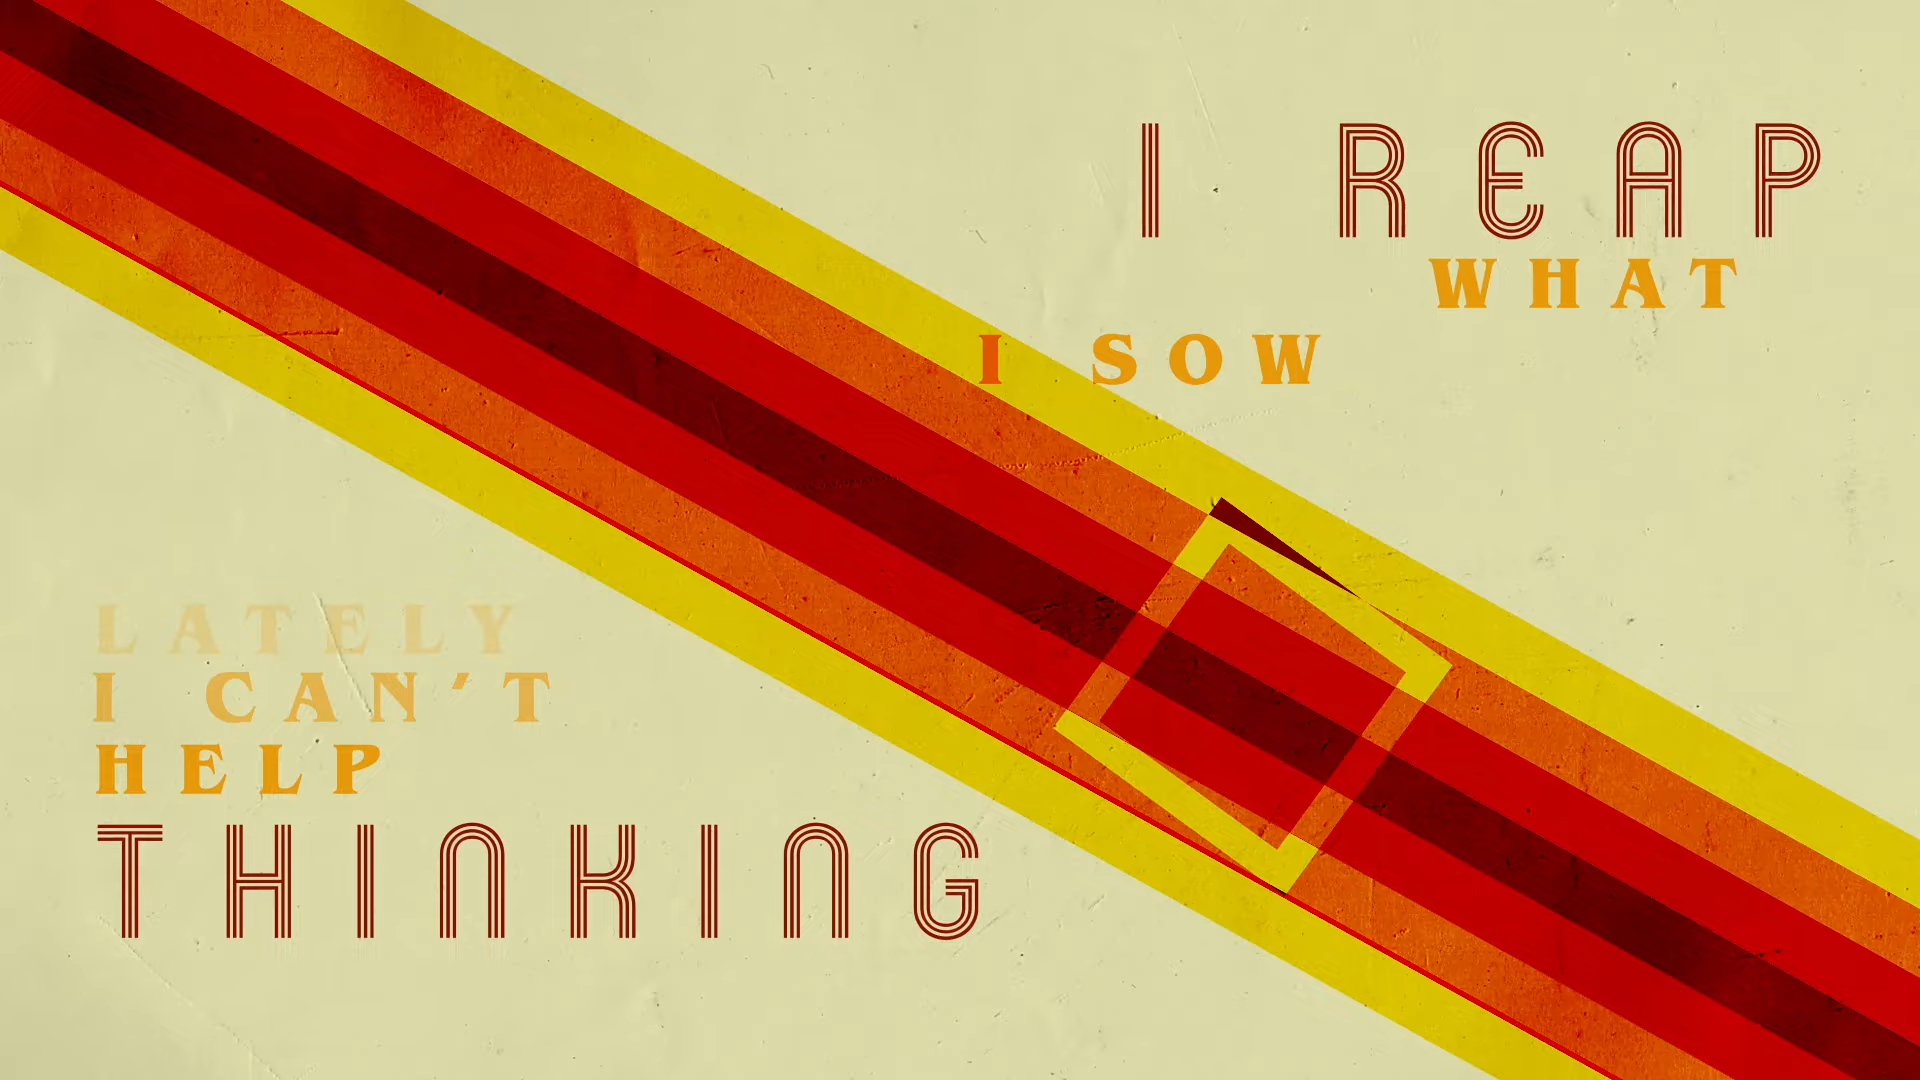 I REAP
WHAT
I SOW
LATELY
I CAN'T
HELP
THINKING